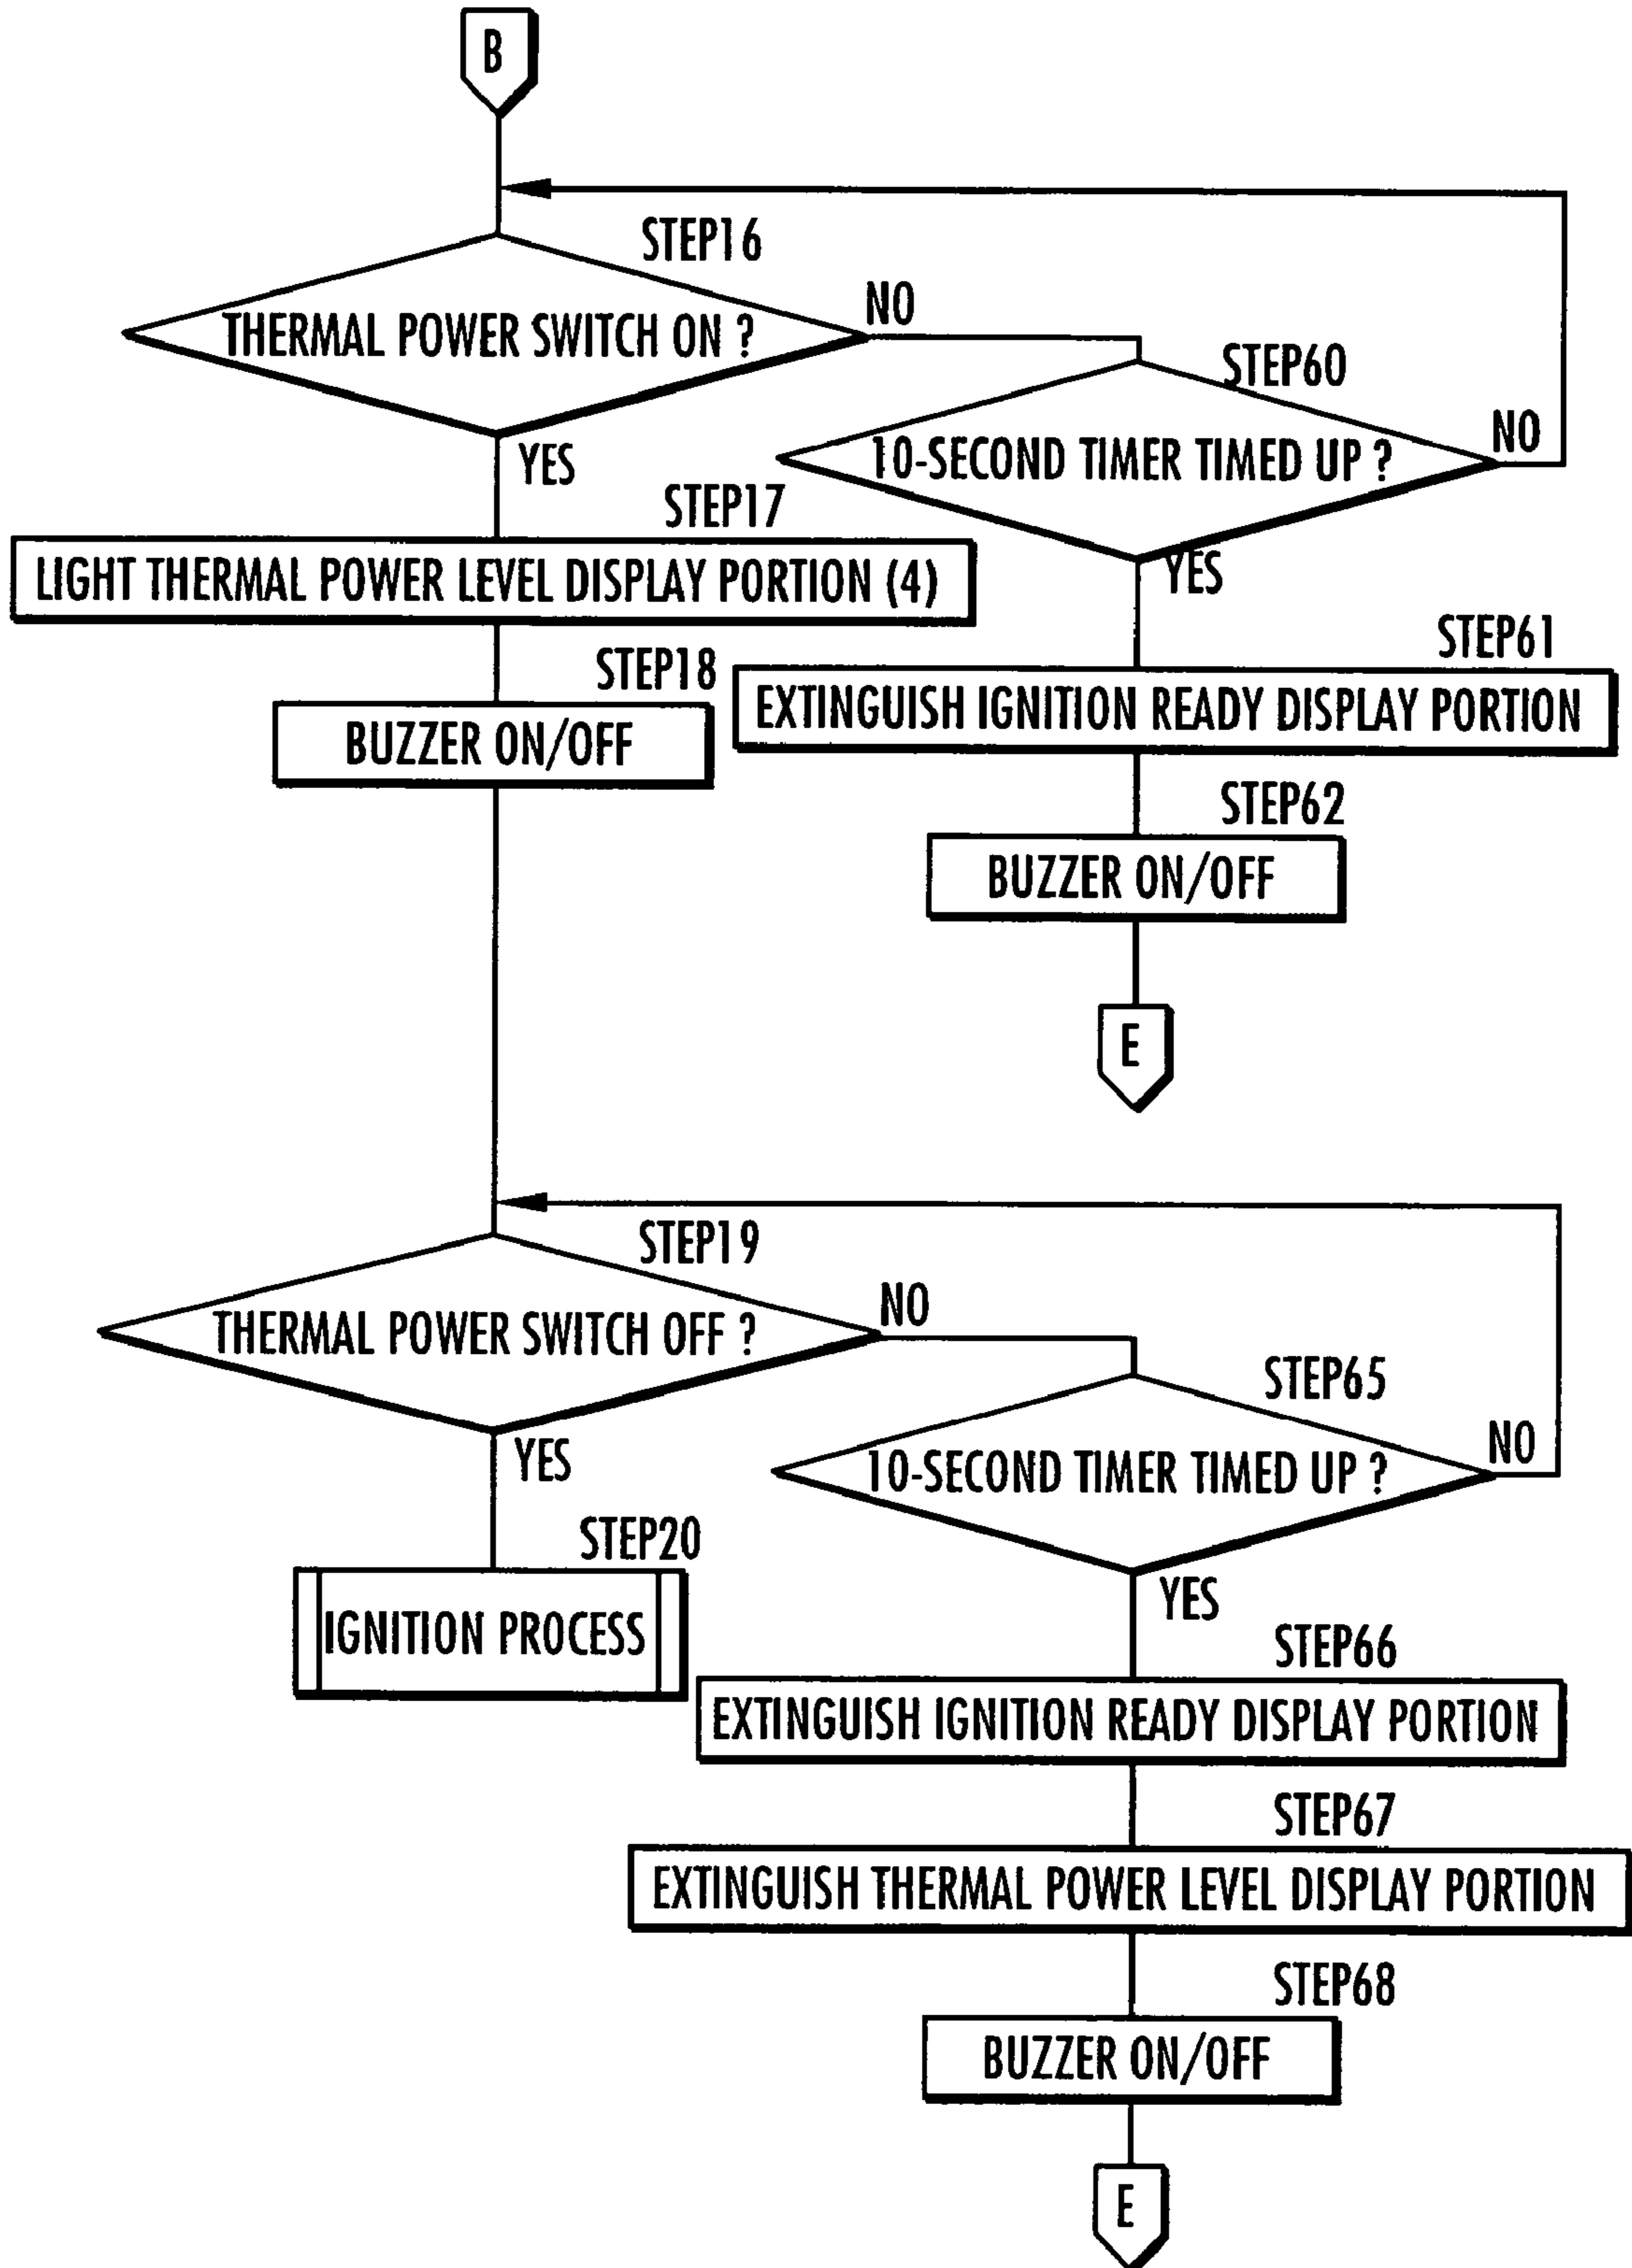 B
STEP16
THERMAL POWER SWITCH ON ?
NO
STEP60
10-SECOND TIMER TIMED UP ?
NO
YES
YES
STEP17
LIGHT THERMAL POWER LEVEL DISPLAY PORTION (4)
STEP18
BUZZER ON/OFF
STEP61
EXTINGUISH IGNITION READY DISPLAY PORTION
STEP62
BUZZER ON/OFF
E
STEP19
THERMAL POWER SWITCH OFF ?
NO
STEP65
10-SECOND TIMER TIMED UP ?
NO
YES
YES
STEP20
IGNITION PROCESS
STEP66
EXTINGUISH IGNITION READY DISPLAY PORTION
STEP67
EXTINGUISH THERMAL POWER LEVEL DISPLAY PORTION
STEP68
BUZZER ON/OFF
E